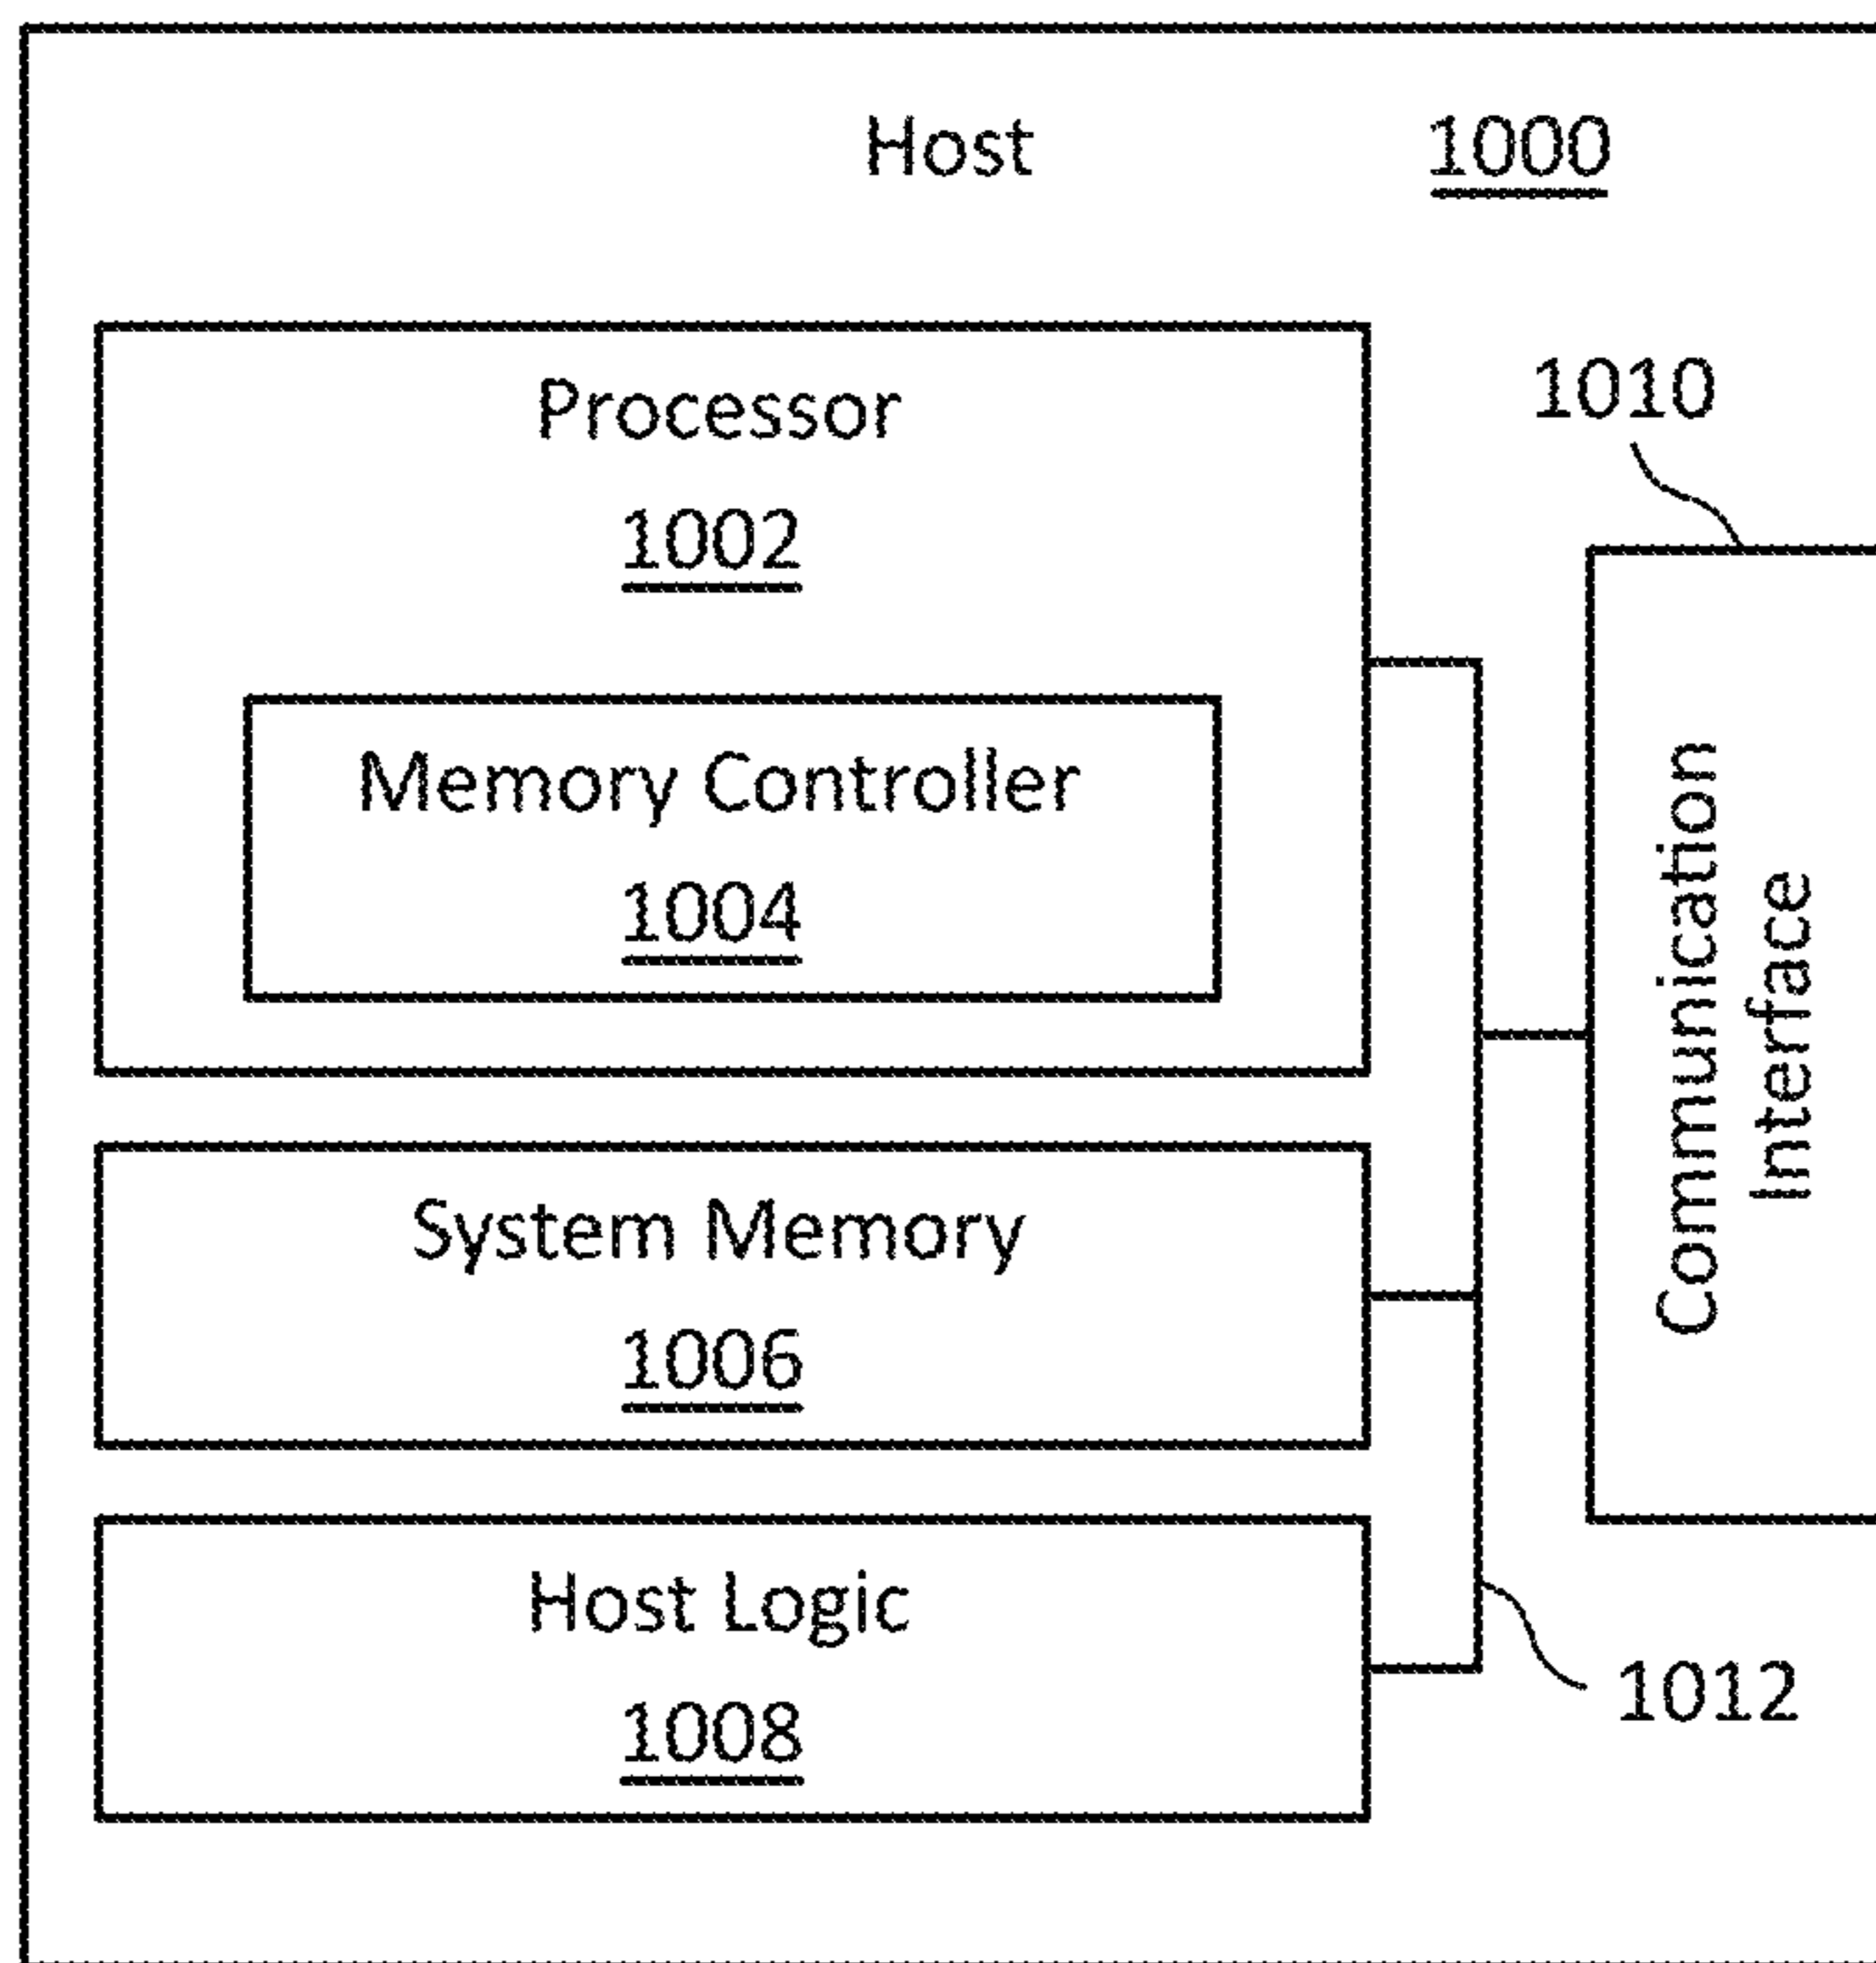 Host 1000
Processor
1002
Memory Controller
1004
System Memory
1006
Host Logic
1008
1010
Communication
Interface
1012